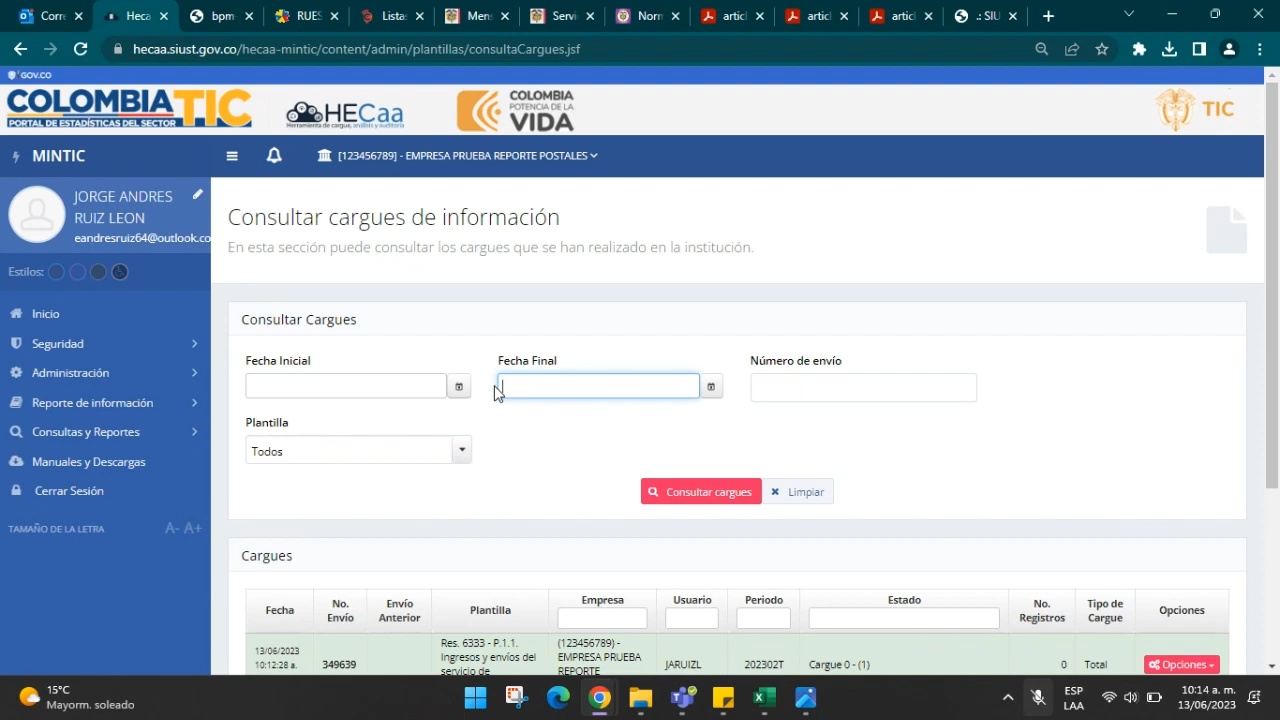 Corre
Hecaa
bpm
RUES
Listas
Mens
Servic
Norm
artic
artic
artic
.: SIU
hecaa.siust.gov.co/hecaa-mintic/content/admin/plantillas/consultaCargues.jsf
GOV.CO
COLOMBIA TIC
PORTAL DE ESTADÍSTICAS DEL SECTOR
HECaa
Herramienta de cargue, análisis y auditoría
COLOMBIA
POTENCIA DE LA
VIDA
TIC
MINTIC
[123456789] - EMPRESA PRUEBA REPORTE POSTALES
JORGE ANDRES
RUIZ LEON
eandresruiz64@outlook.co
Estilos:
Inicio
Seguridad
Administración
Reporte de información
Consultas y Reportes
Manuales y Descargas
Cerrar Sesión
TAMAÑO DE LA LETRA A- A+
Consultar cargues de información
En esta sección puede consultar los cargues que se han realizado en la institución.
Consultar Cargues
Fecha Inicial
Fecha Final
Número de envío
Plantilla
Todos
Consultar cargues
Limpiar
Cargues
Fecha
No. Envío
Envío Anterior
Plantilla
Empresa
Usuario
Periodo
Estado
No. Registros
Tipo de Cargue
Opciones
13/06/2023
10:12:28 a.
m.
349639
Res. 6333 - P.1.1.
Ingresos y envíos del
servicio de
(123456789) -
EMPRESA PRUEBA
REPORTE
JARUIZL
202302T
Cargue 0 - (1)
0
Total
Opciones
15°C
Mayorm. soleado
ESP
LAA
10:14 a. m.
13/06/2023